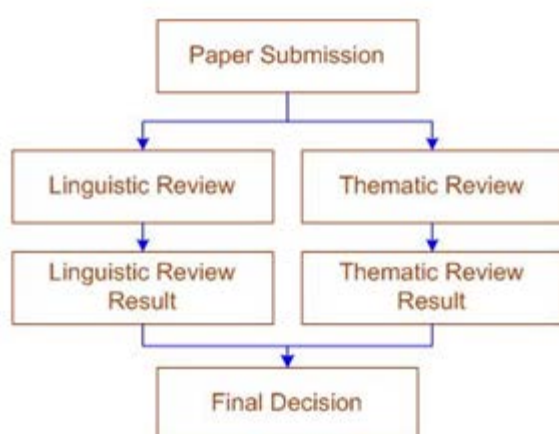 Paper Submission
Linguistic Review
Thematic Review
Linguistic Review
Result
Thematic Review
Result
Final Decision